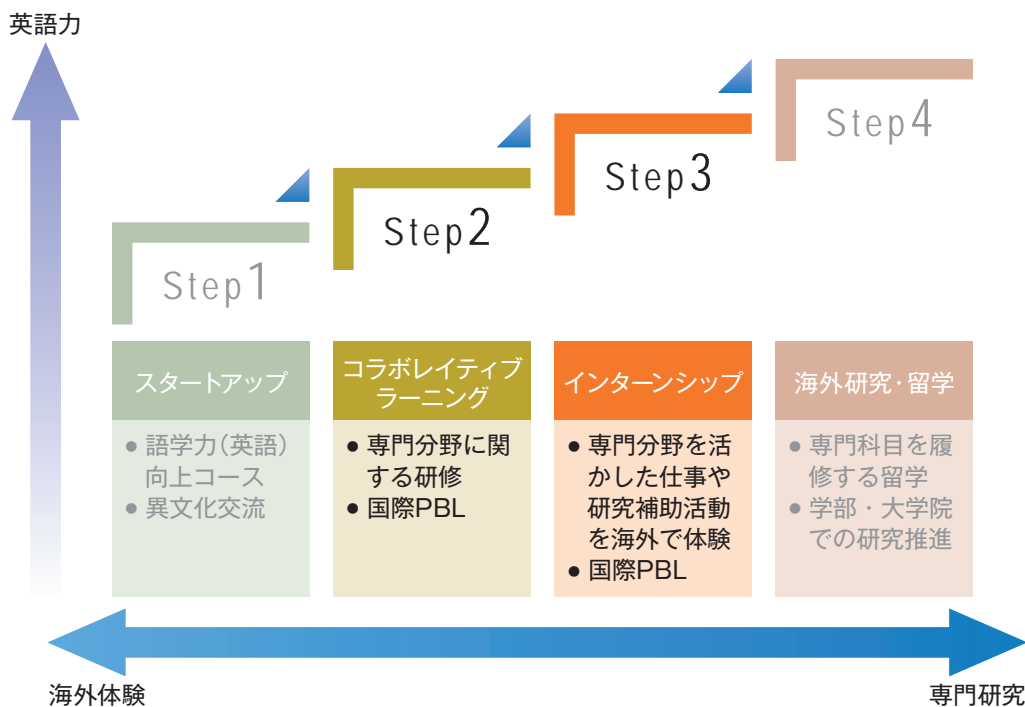 英語力
Step1
Step2
Step3
Step4
スタートアップ
● 語学力（英語）
向上コース
● 異文化交流
コラボレイティブ
ラーニング
● 専門分野に関
する研修
● 国際PBL
インターンシップ
● 専門分野を活
かした仕事や
研究補助活動
を海外で体験
● 国際PBL
海外研究・留学
● 専門科目を履
修する留学
● 学部・大学院
での研究推進
海外体験
専門研究